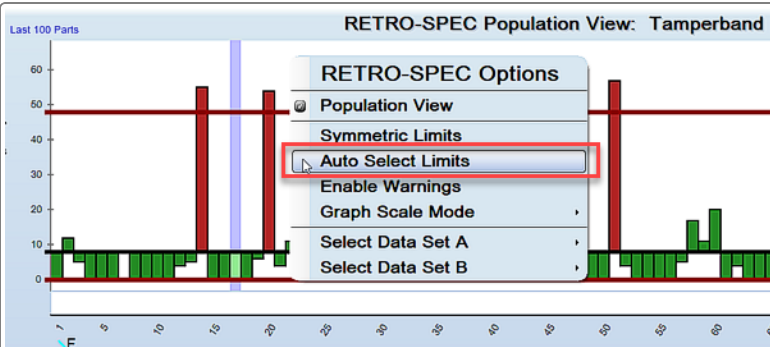 RETRO-SPEC Population View: Tamperband
Last 100 Parts
RETRO-SPEC Options
Population View
Symmetric Limits
Auto Select Limits
Enable Warnings
Graph Scale Mode
Select Data Set A
Select Data Set B
60
50
40
30
20
10
0
1 5 10 15 20 25 30 35 40 45 50 55 60
F